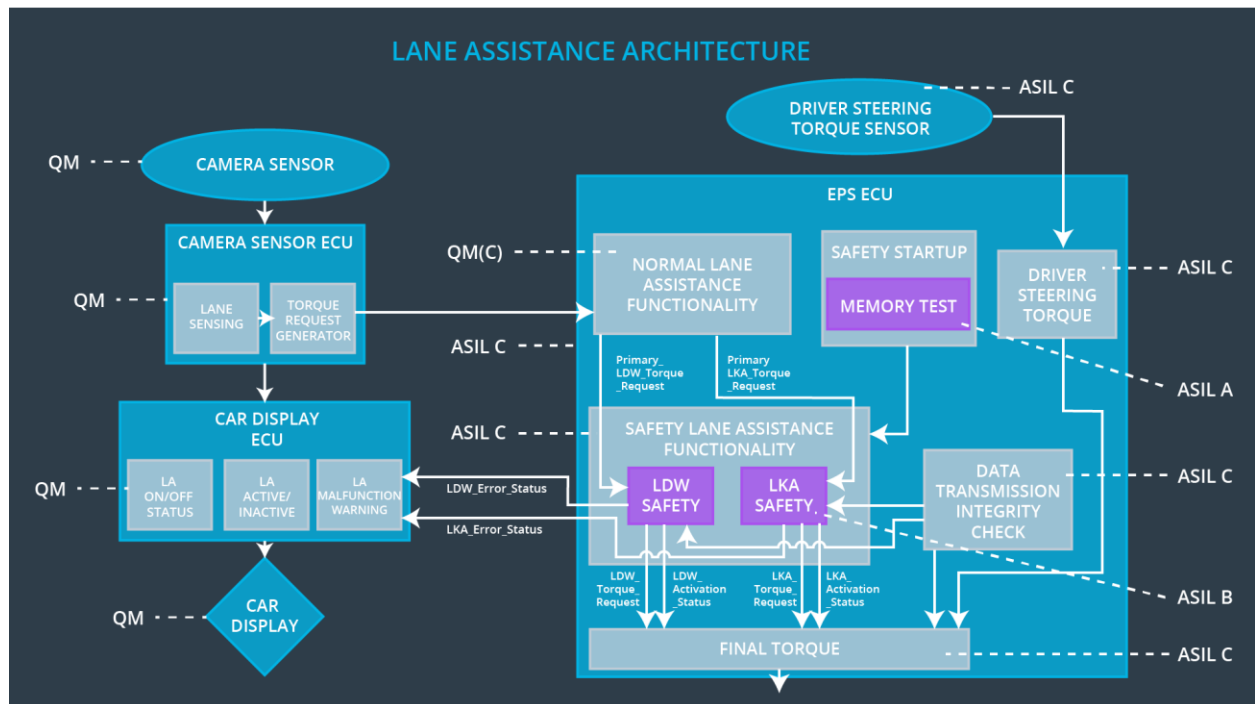 LANE ASSISTANCE ARCHITECTURE
ASIL C
DRIVER STEERING
TORQUE SENSOR
QM
CAMERA SENSOR
EPS ECU
CAMERA SENSOR ECU
QM
LANE
SENSING
TORQUE
REQUEST
GENERATOR
QM(C)
NORMAL LANE
ASSISTANCE
FUNCTIONALITY
SAFETY STARTUP
MEMORY TEST
DRIVER
STEERING
TORQUE
ASIL C
ASIL C
ASIL A
Primary_
LDW_Torque
_Request
Primary
LKA_Torque
_Request
CAR DISPLAY
ECU
QM
LA
ON/OFF
STATUS
LA
ACTIVE/
INACTIVE
LA
MALFUNCTION
WARNING
ASIL C
SAFETY LANE ASSISTANCE
FUNCTIONALITY
LDW
SAFETY
LKA
SAFETY
DATA
TRANSMISSION
INTEGRITY
CHECK
ASIL C
LDW_Error_Status
LKA_Error_Status
LDW_
Torque_
Request
LDW_
Activation
_Status
LKA_
Torque_
Request
LKA_
Activation
_Status
ASIL B
QM
CAR
DISPLAY
FINAL TORQUE
ASIL C